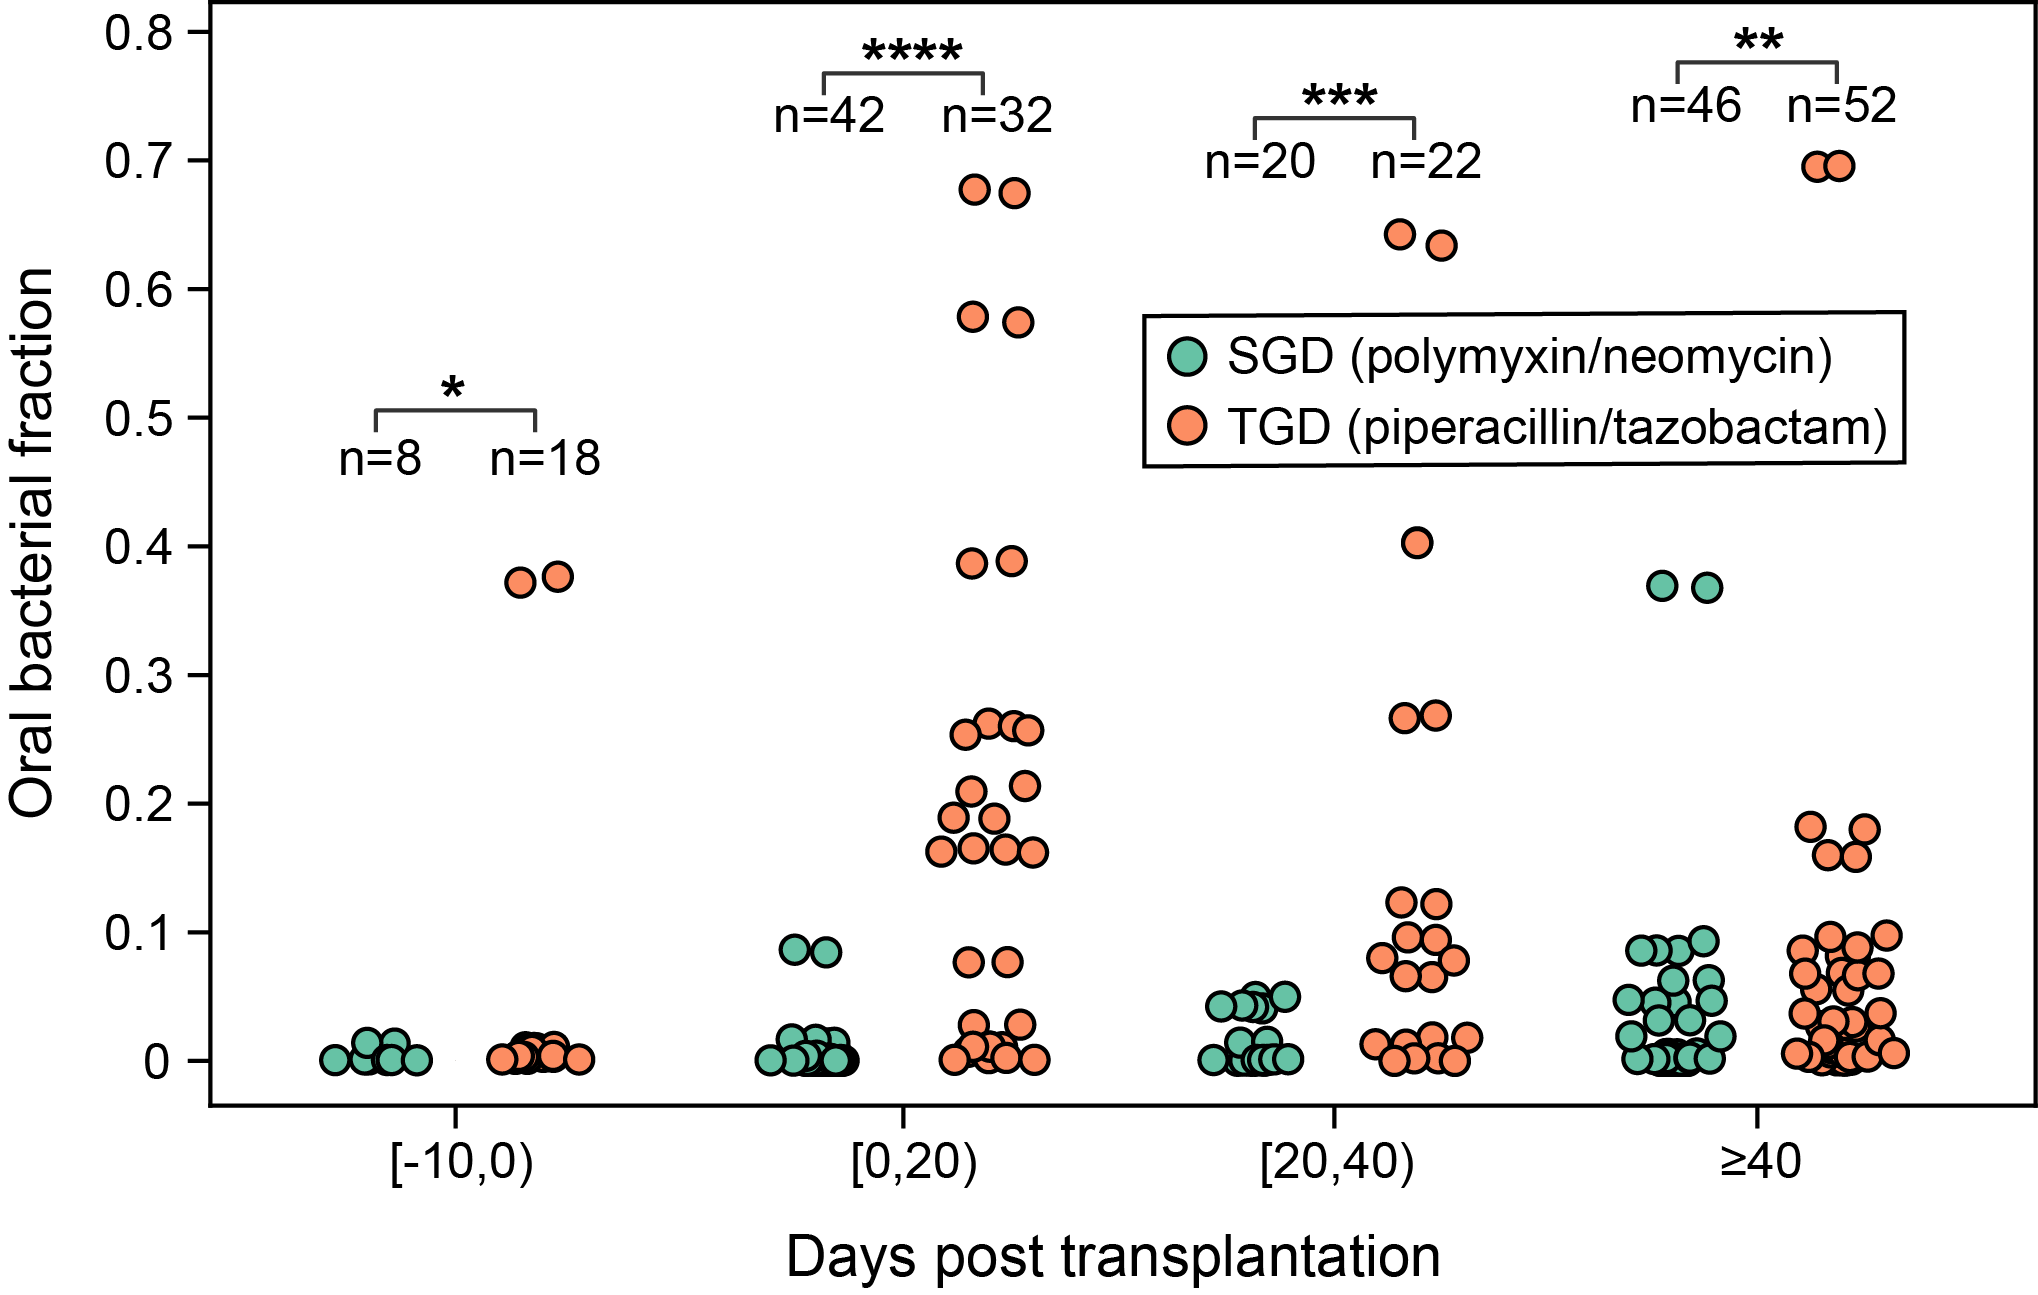 0.8
0.7
0.6
0.5
0.4
0.3
0.2
0.1
0
Oral bacterial fraction
*
n=8 n=18
****
n=42 n=32
***
n=20 n=22
**
n=46 n=52
SGD (polymyxin/neomycin)
TGD (piperacillin/tazobactam)
[-10,0) [0,20) [20,40) ≥40
Days post transplantation